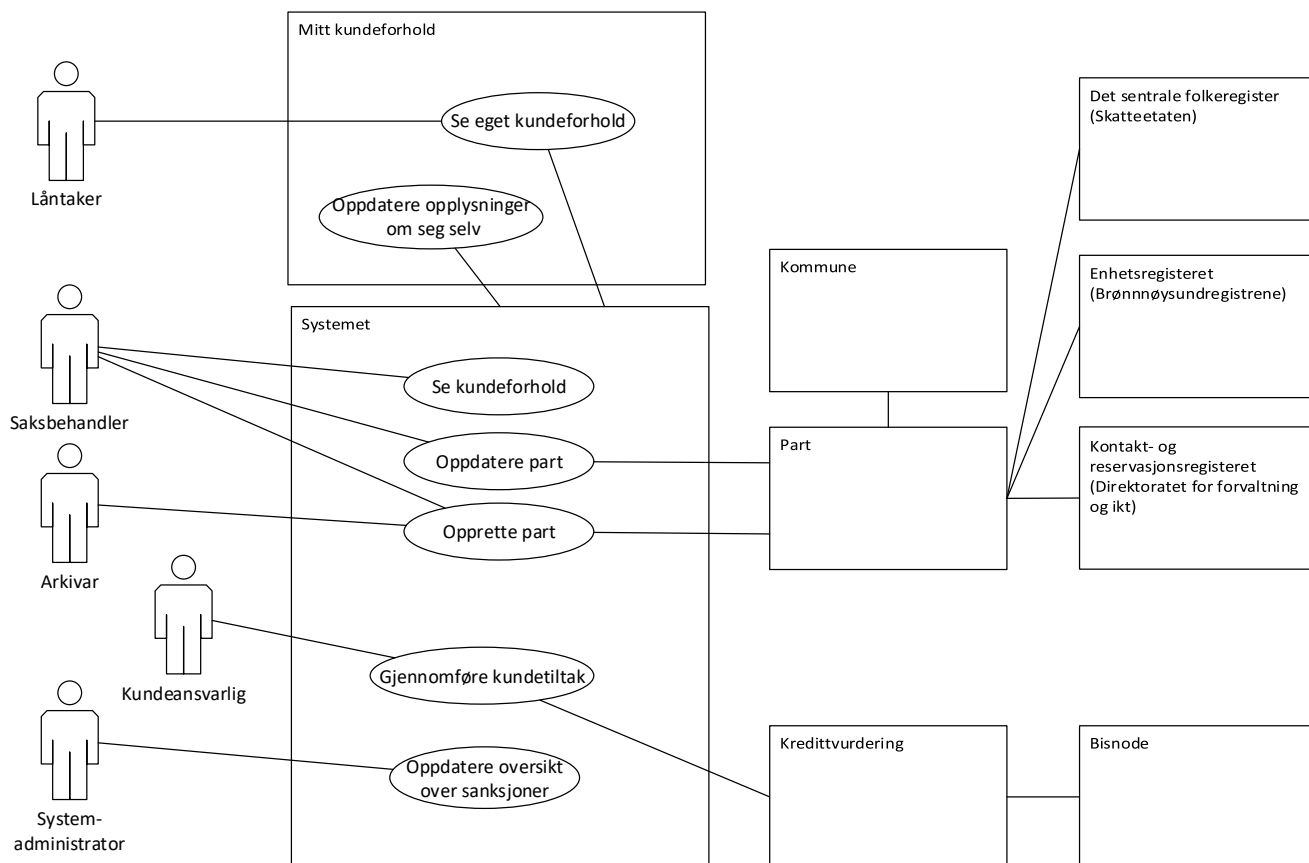 Mitt kundeforhold
Låntaker
Se eget kundeforhold
Oppdatere opplysninger
om seg selv
Det sentrale folkeregister
(Skatteetaten)
Kommune
Enhetsregisteret
(Brønnnøysundregistrene)
Systemet
Saksbehandler
Se kundeforhold
Oppdatere part
Part
Kontakt- og
reservasjonsregisteret
(Direktoratet for forvaltning
og ikt)
Opprette part
Arkivar
Kundeansvarlig
Gjennomføre kundetiltak
System-
administrator
Oppdatere oversikt
over sanksjoner
Kredittvurdering
Bisnode